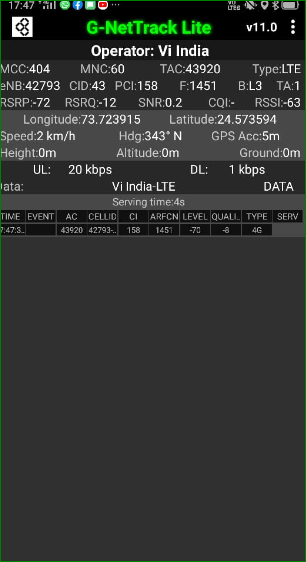 17:47
G-NetTrack Lite v11.0
Operator: Vi India
MCC:404 MNC:60 TAC:43920 Type:LTE
eNB:42793 CID:43 PCI:158 F:1451 B:L3 TA:1
RSRP:-72 RSRQ:-12 SNR:0.2 CQI:- RSSI:-63
Longitude:73.723915 Latitude:24.573594
Speed:2 km/h Hdg:343° N GPS Acc:5m
Height:0m Altitude:0m Ground:0m
UL: 20 kbps DL: 1 kbps
Data: Vi India-LTE DATA
Serving time:4s
TIME EVENT AC CELLID CI ARFCN LEVEL QUALI.. TYPE SERV
7:47:3.. 43920 42793-.. 158 1451 -70 -8 4G